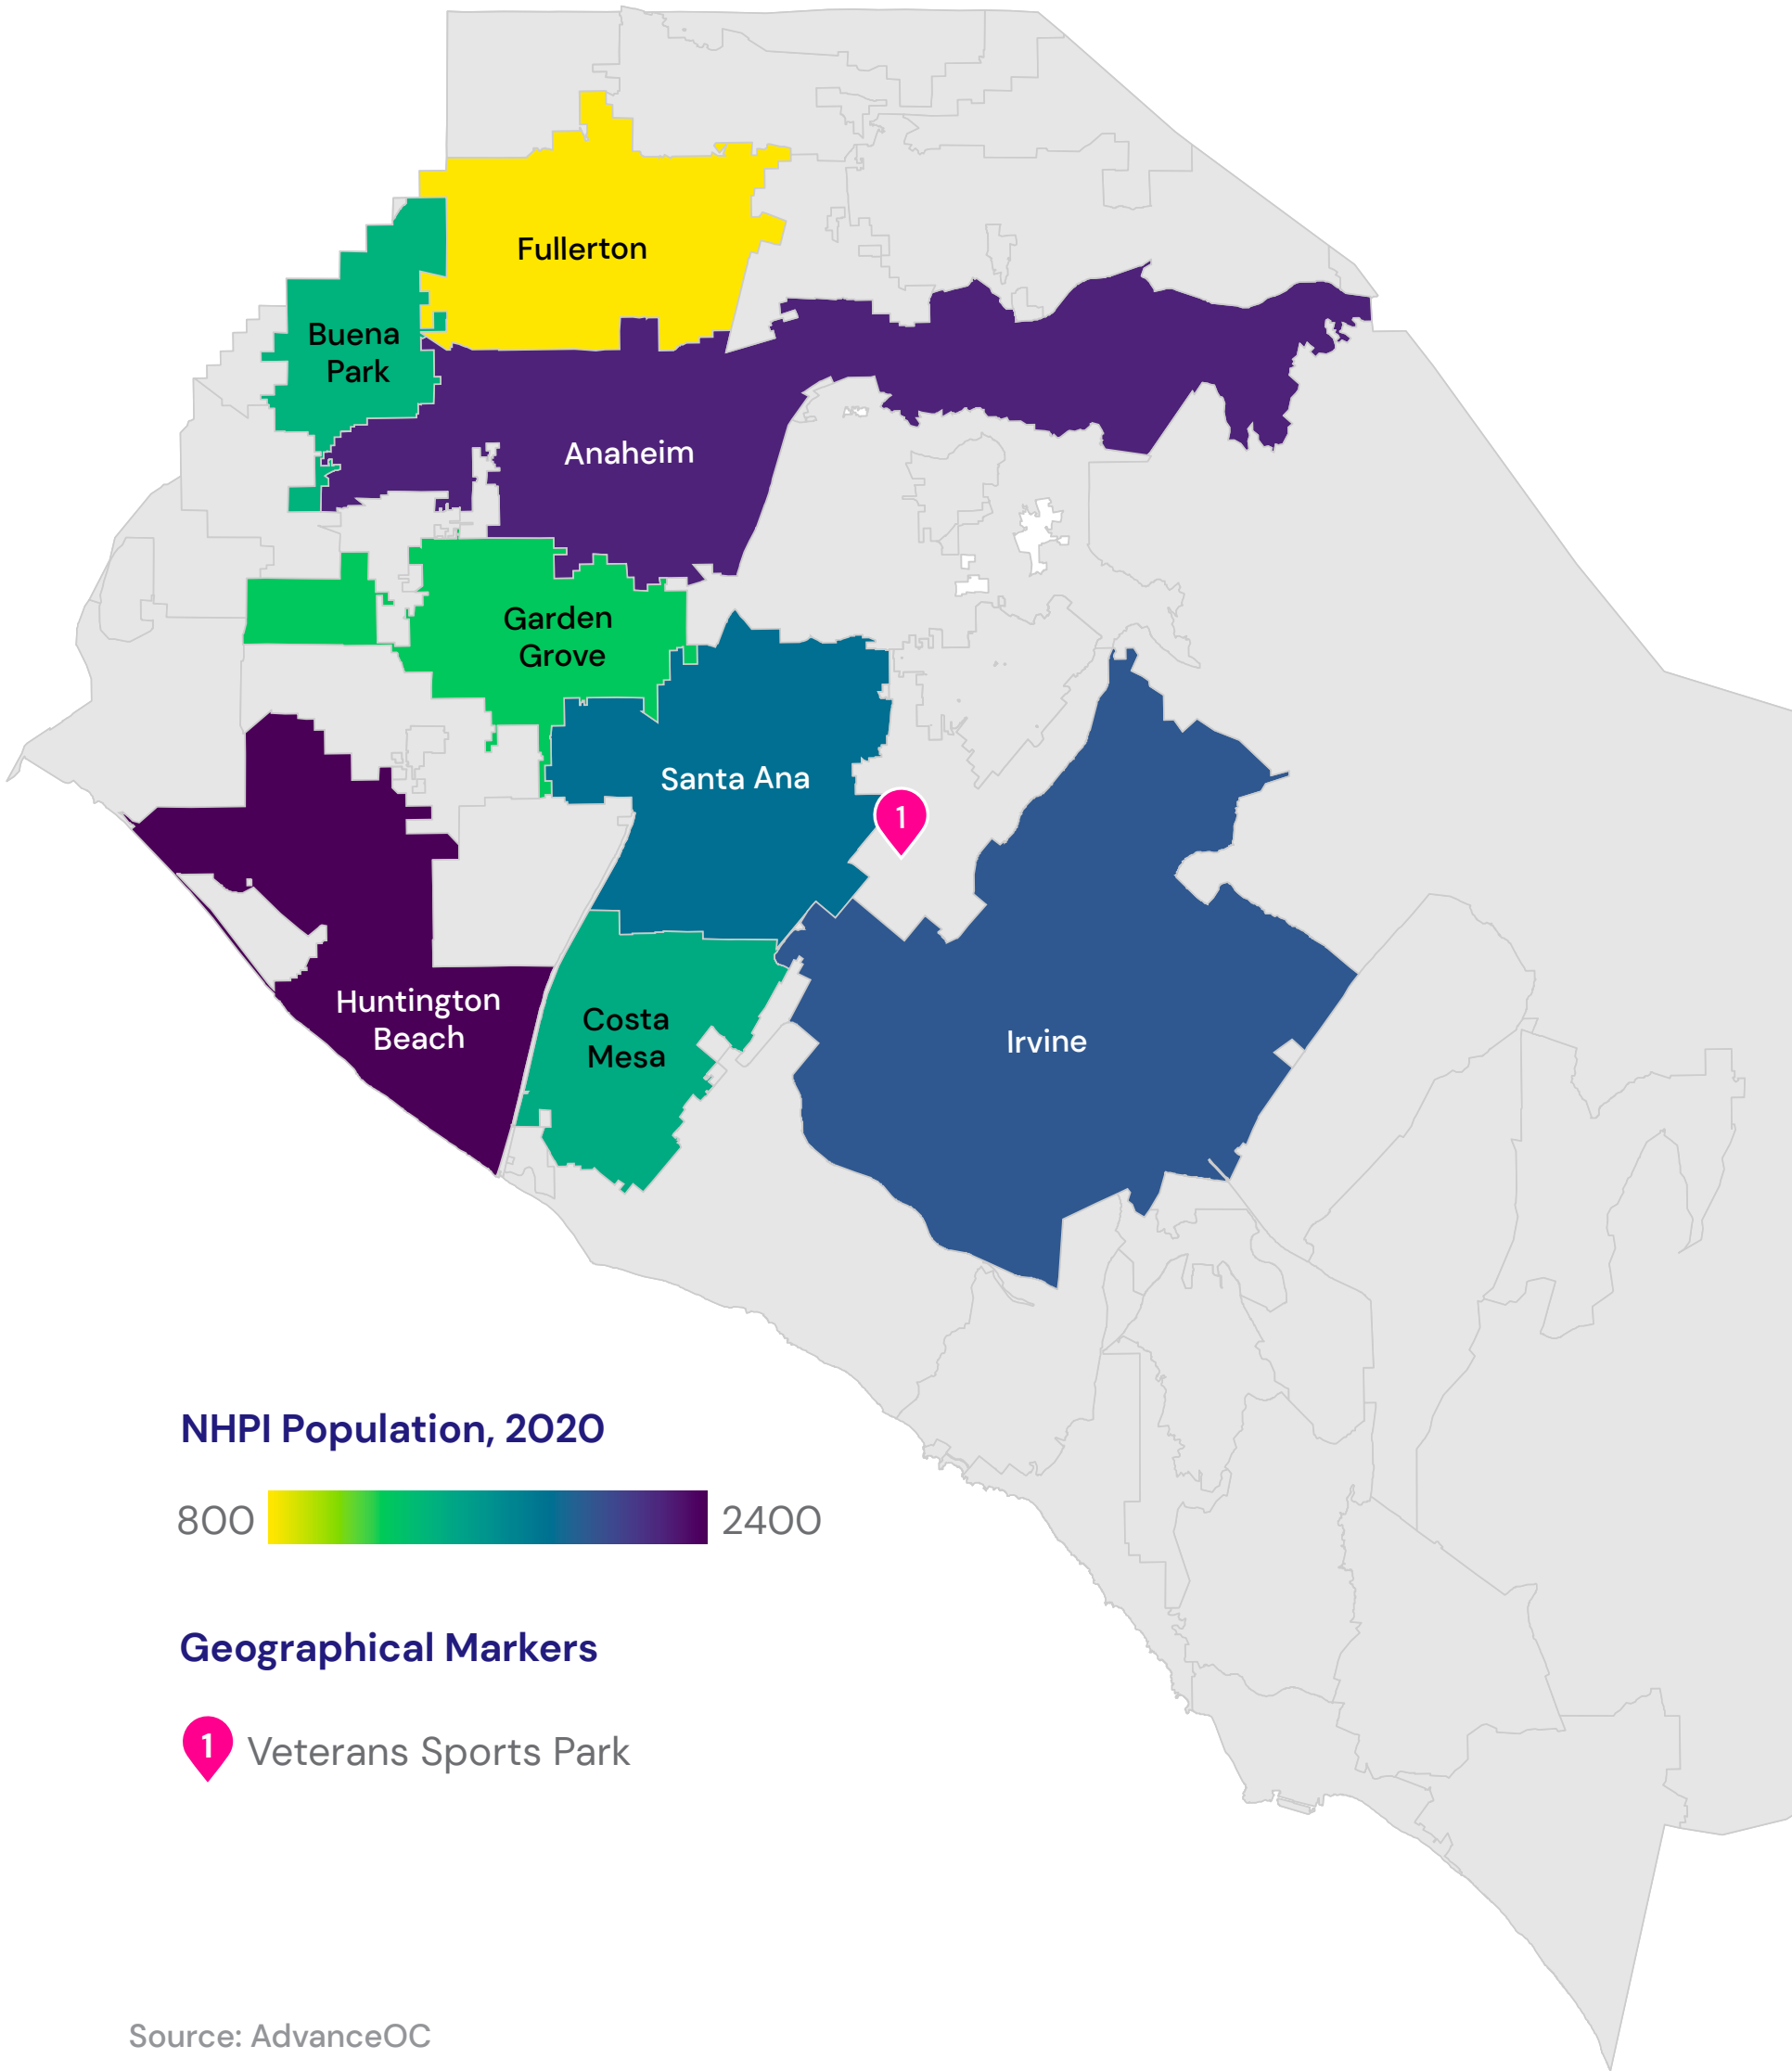 Fullerton
Buena
Park
Anaheim
Garden
Grove
Santa Ana
1
Huntington
Beach
Costa
Mesa
Irvine
NHPI Population, 2020
800 2400
Geographical Markers
1 Veterans Sports Park
Source: AdvanceOC